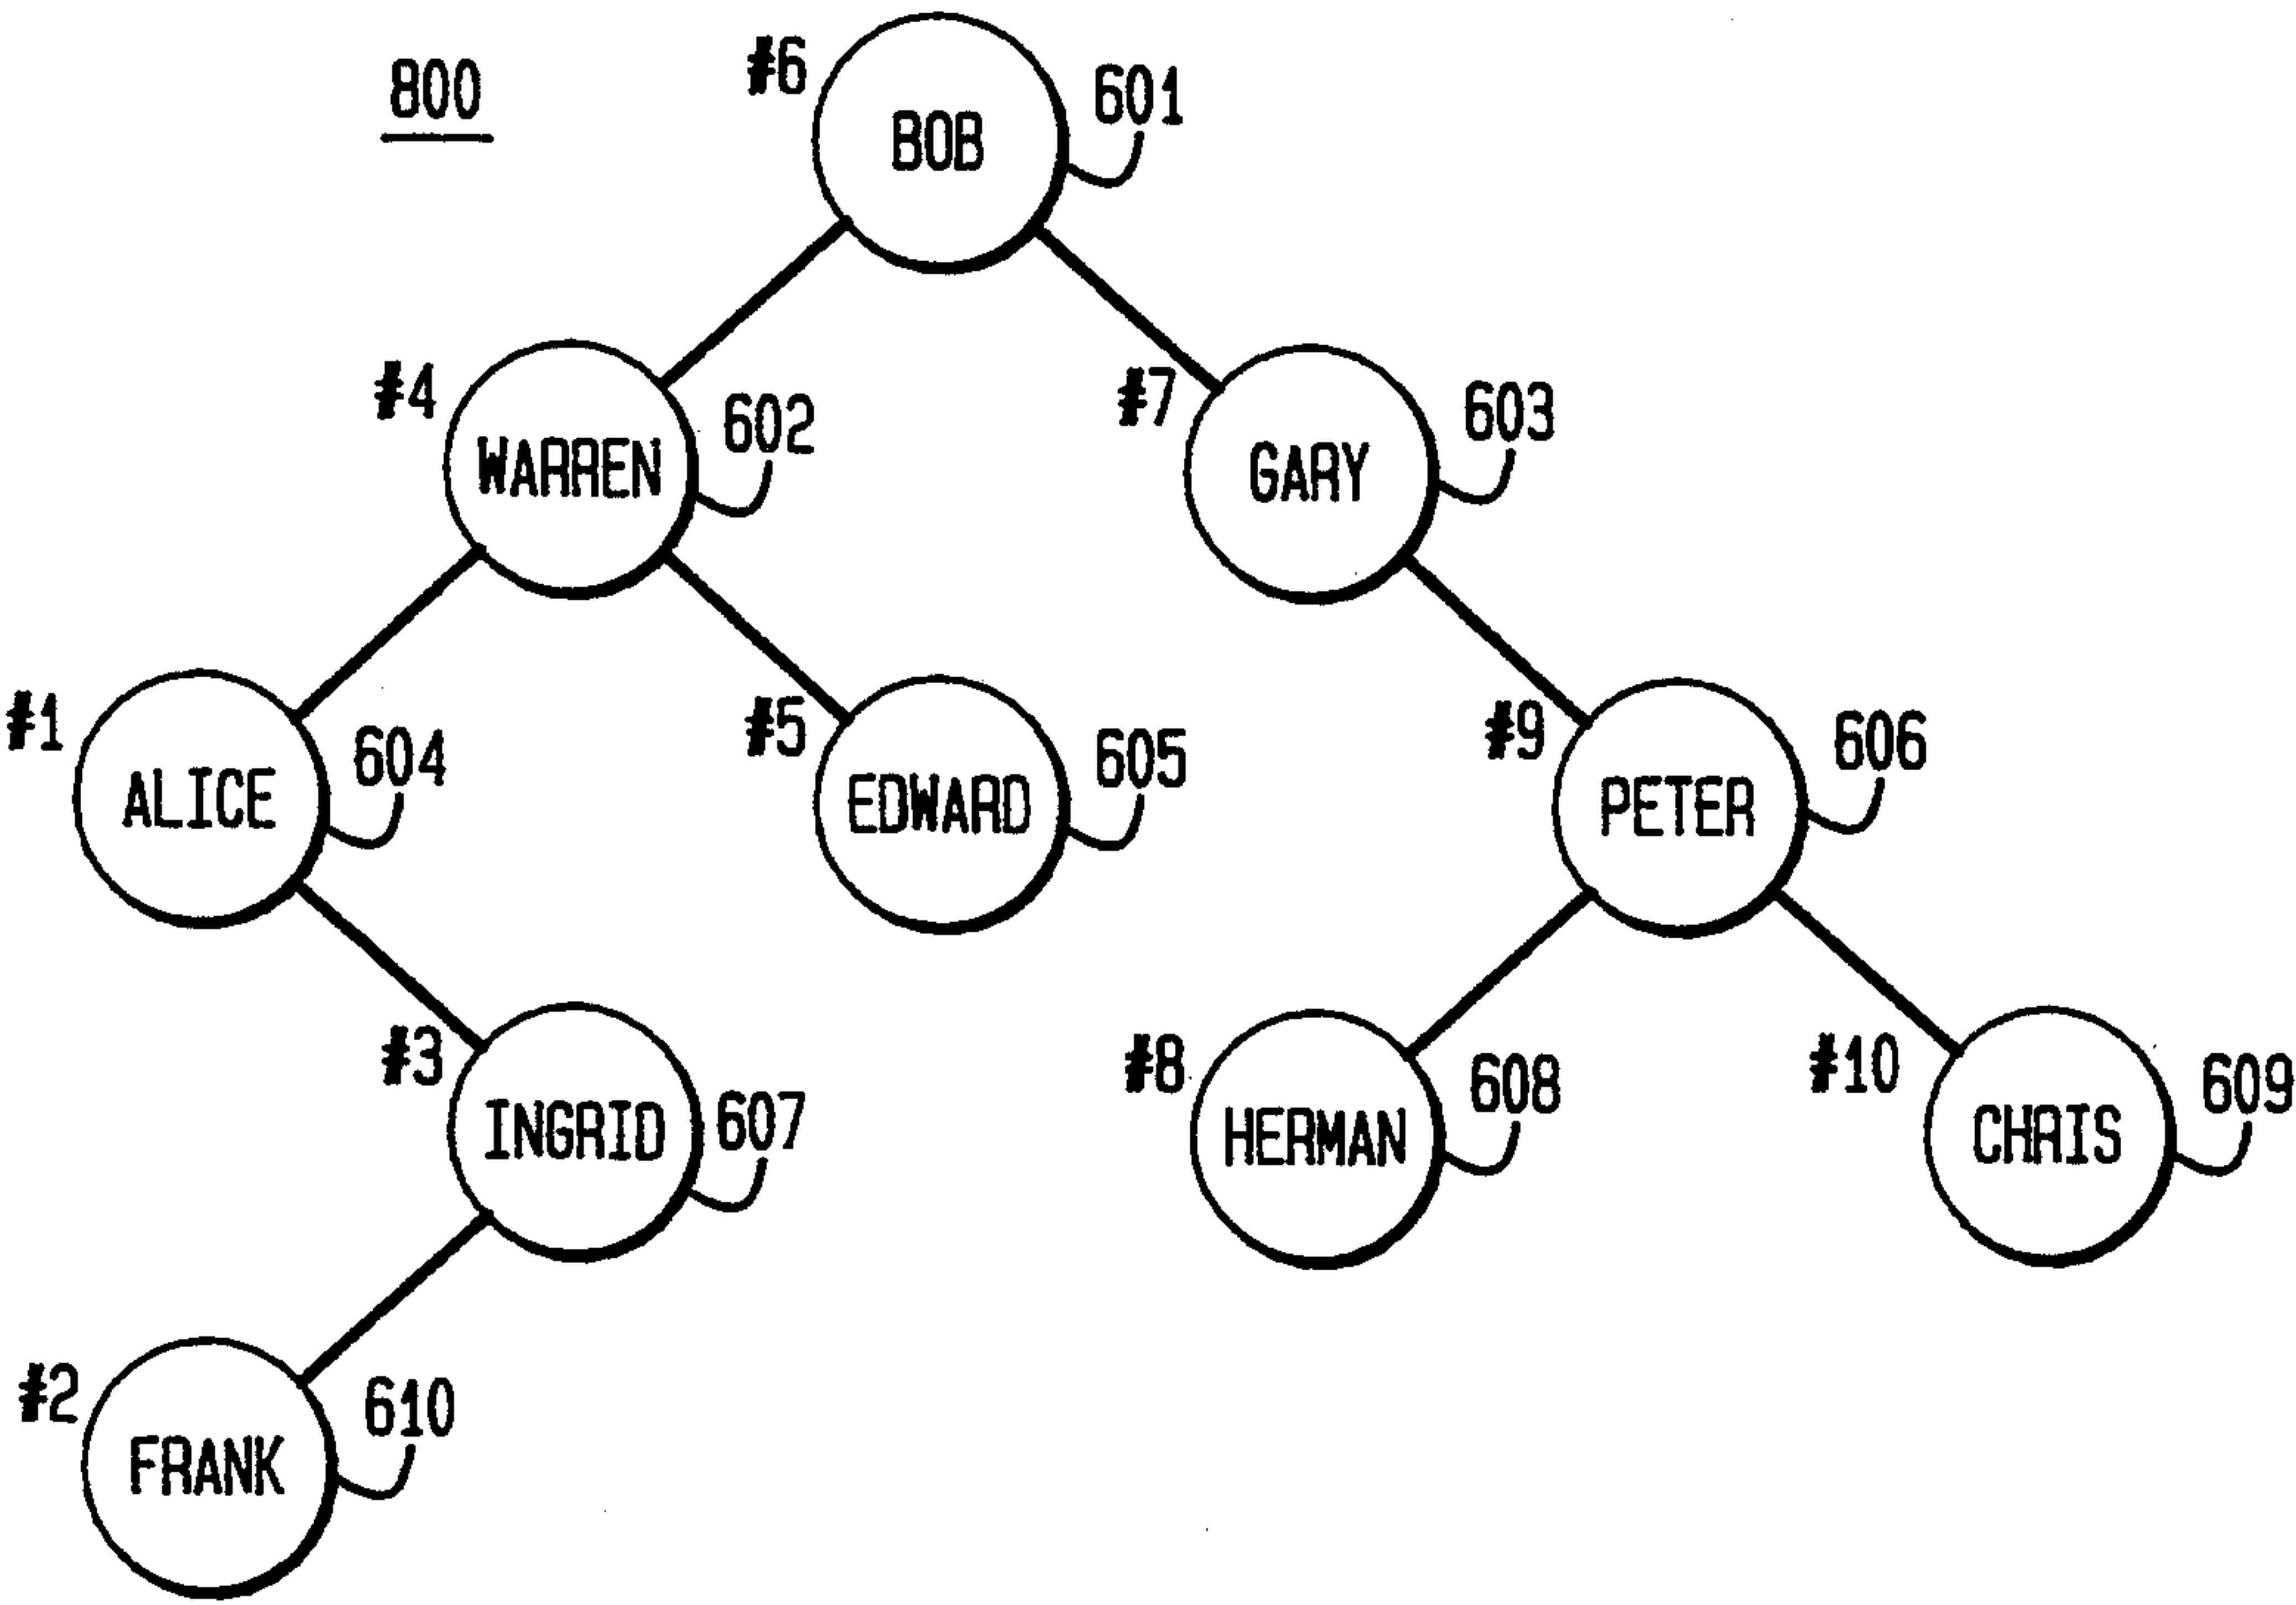 800
#6
BOB
601
#4
WARREN
602
#7
GARY
603
#1
ALICE
604
#5
EDWARD
605
#9
PETER
606
#3
INGRID
607
#8
HERMAN
608
#10
CHRIS
609
#2
FRANK
610